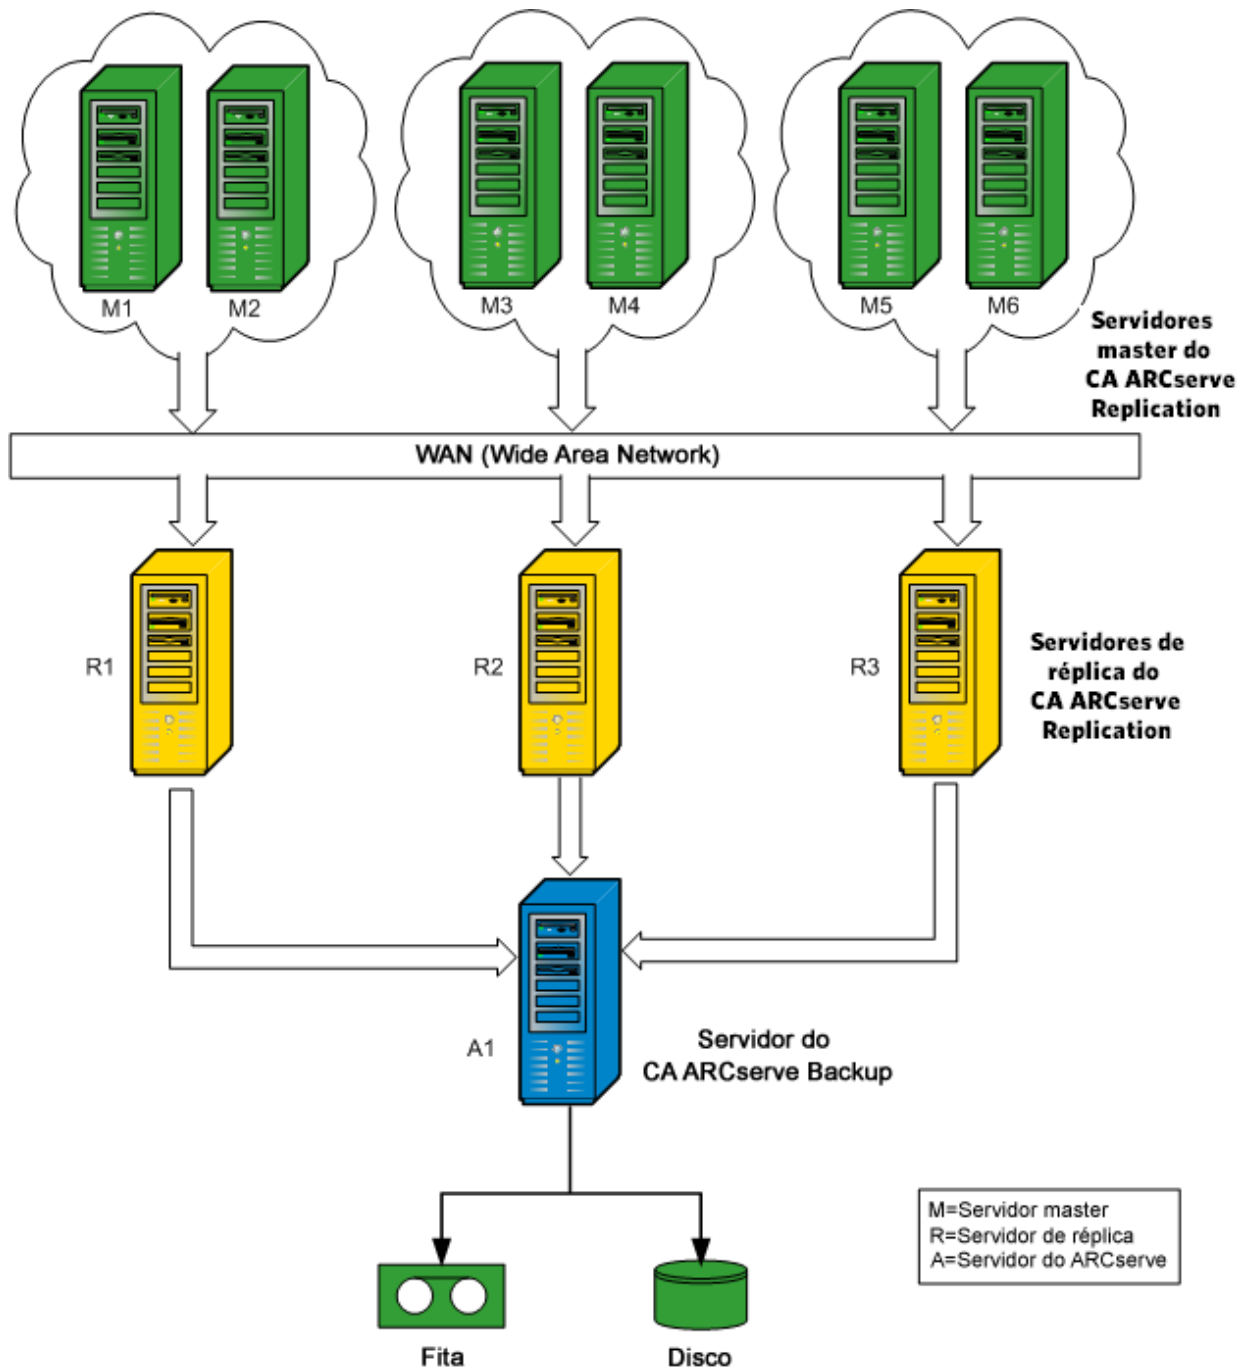 M1
M2
M3
M4
M5
M6
Servidores
master do
CA ARCserve
Replication
WAN (Wide Area Network)
R1
R2
R3
Servidores de
réplica do
CA ARCserve
Replication
A1
Servidor do
CA ARCserve Backup
M=Servidor master
R=Servidor de réplica
A=Servidor do ARCserve
Fita
Disco